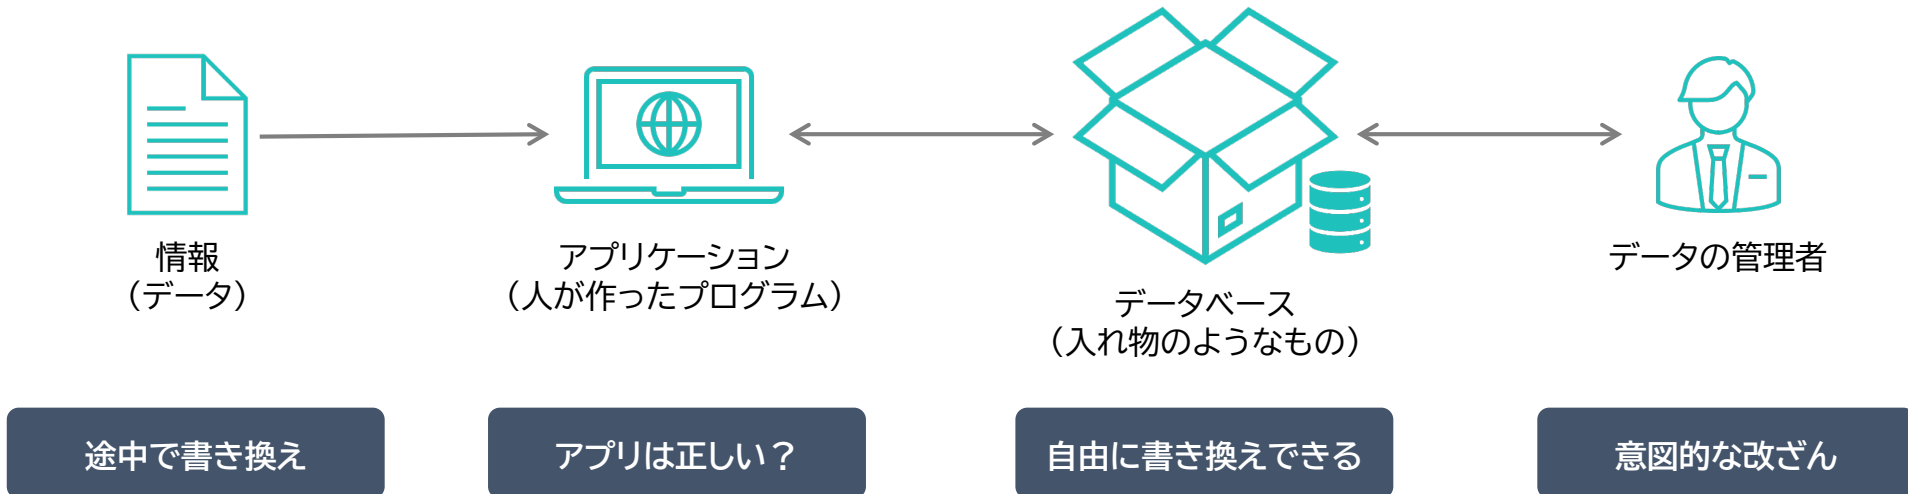 情報
(データ)
アプリケーション
(人が作ったプログラム)
データベース
(入れ物のようなもの)
データの管理者
途中で書き換え
アプリは正しい?
自由に書き換えできる
意図的な改ざん